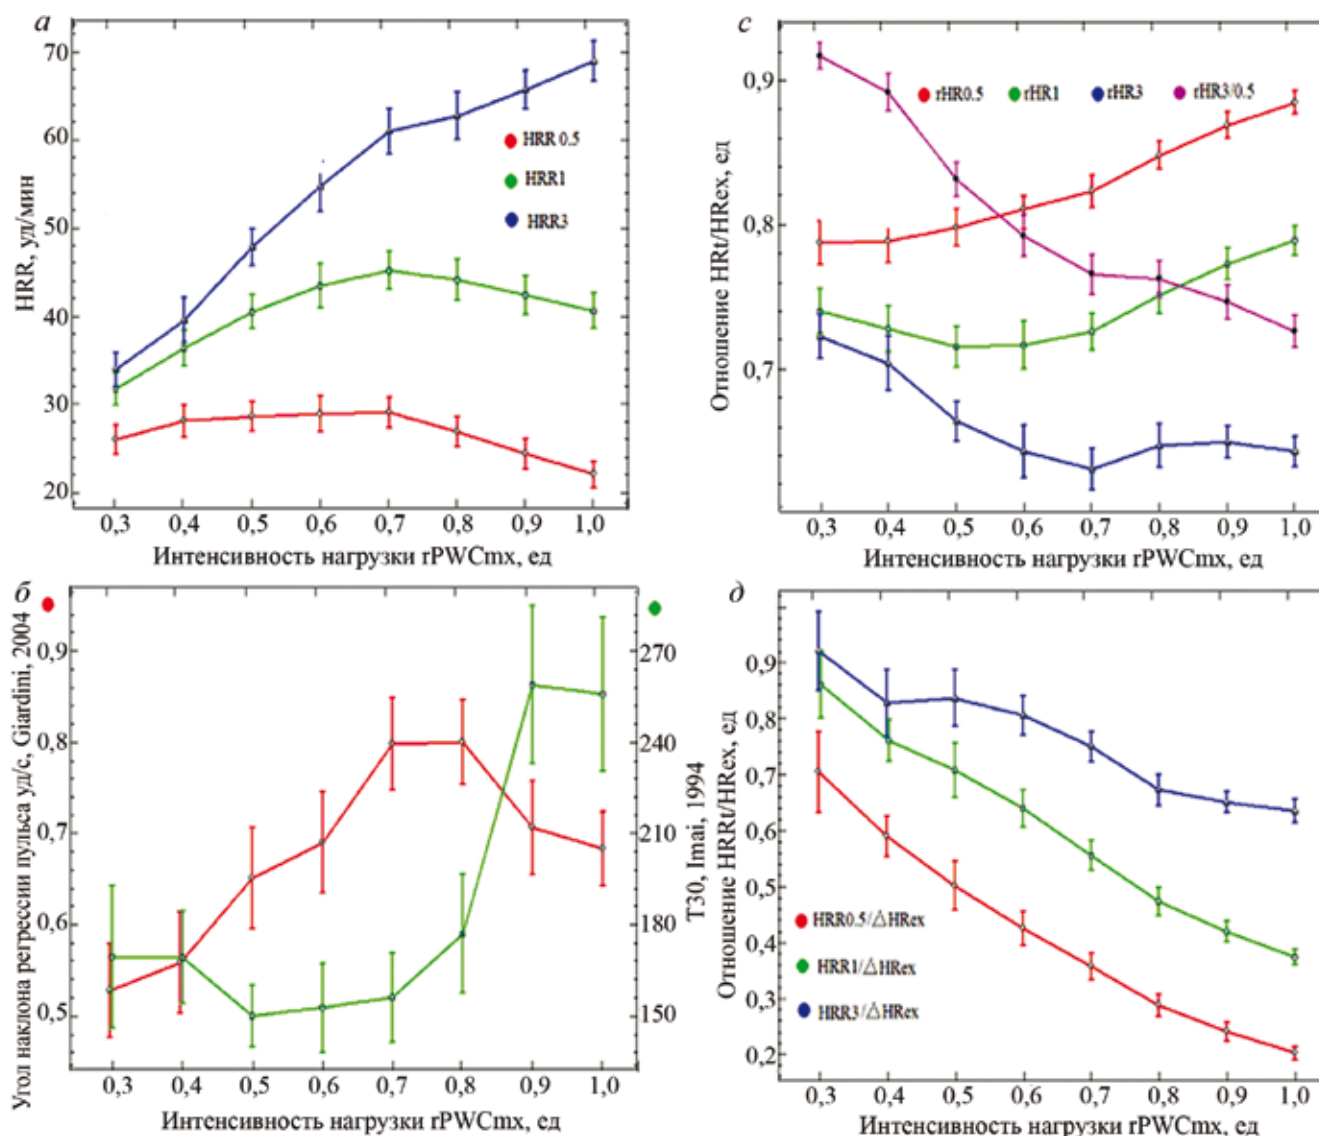 а
HRR, уд/мин
70
60
50
40
30
20
HRR 0.5
HRR1
HRR3
0,3 0,4 0,5 0,6 0,7 0,8 0,9 1,0
Интенсивность нагрузки rPWCmx, ед
с
Отношение HRt/HRex, ед
0,9
0,8
0,7
rHR0.5 rHR1 rHR3 rHR3/0.5
0,3 0,4 0,5 0,6 0,7 0,8 0,9 1,0
Интенсивность нагрузки rPWCmx, ед
б
Угол наклона регрессии пульса уд/с, Giardini, 2004
0,9
0,8
0,7
0,6
0,5
270
240
210
180
150
T30, Imai, 1994
0,3 0,4 0,5 0,6 0,7 0,8 0,9 1,0
Интенсивность нагрузки rPWCmx, ед
д
Отношение HRRt/HRex, ед
0,9
0,8
0,7
0,6
0,5
0,4
0,3
0,2
HRR0.5/△HRex
HRR1/△HRex
HRR3/△HRex
0,3 0,4 0,5 0,6 0,7 0,8 0,9 1,0
Интенсивность нагрузки rPWCmx, ед